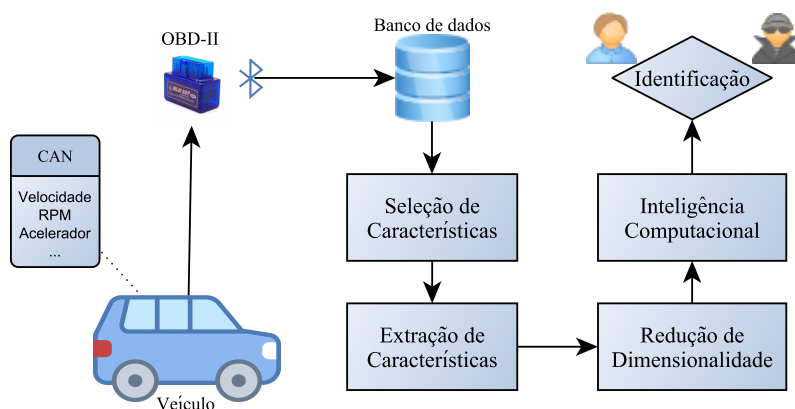 OBD-II
Banco de dados
Identificação
CAN
Velocidade
RPM
Acelerador
...
Seleção de
Características
Inteligência
Computacional
Extração de
Características
Redução de
Dimensionalidade
Veículo